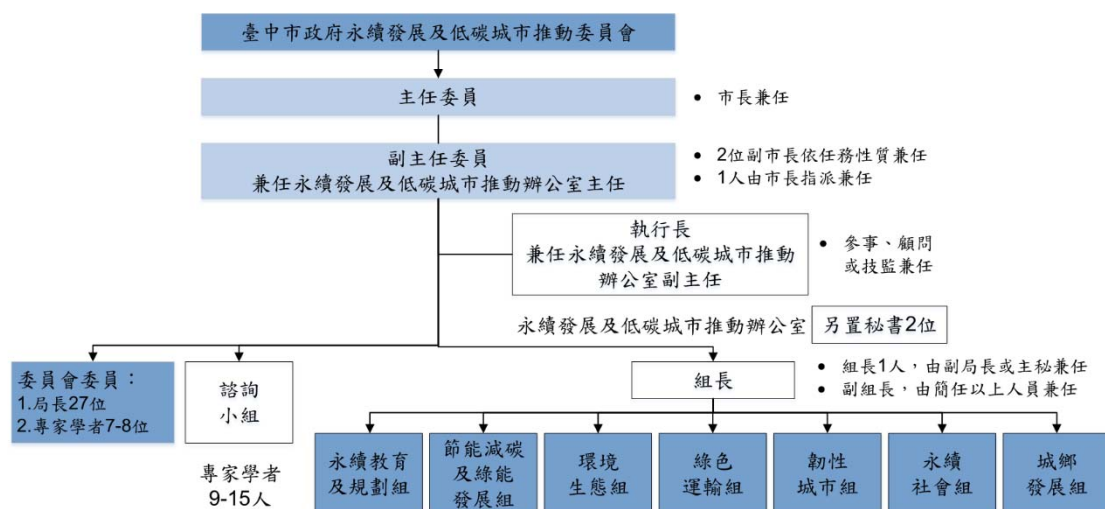 臺中市政府永續發展及低碳城市推動委員會
主任委員
• 市長兼任
副主任委員
兼任永續發展及低碳城市推動辦公室主任
• 2位副市長依任務性質兼任
• 1人由市長指派兼任
執行長
兼任永續發展及低碳城市推動
辦公室副主任
• 參事、顧問
或技監兼任
永續發展及低碳城市推動辦公室
另置秘書2位
委員會委員：
1.局長27位
2.專家學者7-8位
諮詢
小組
專家學者
9-15人
組長
• 組長1人，由副局長或主秘兼任
• 副組長，由簡任以上人員兼任
永續教育
及規劃組
節能減碳
及綠能
發展組
環境
生態組
綠色
運輸組
韌性
城市組
永續
社會組
城鄉
發展組